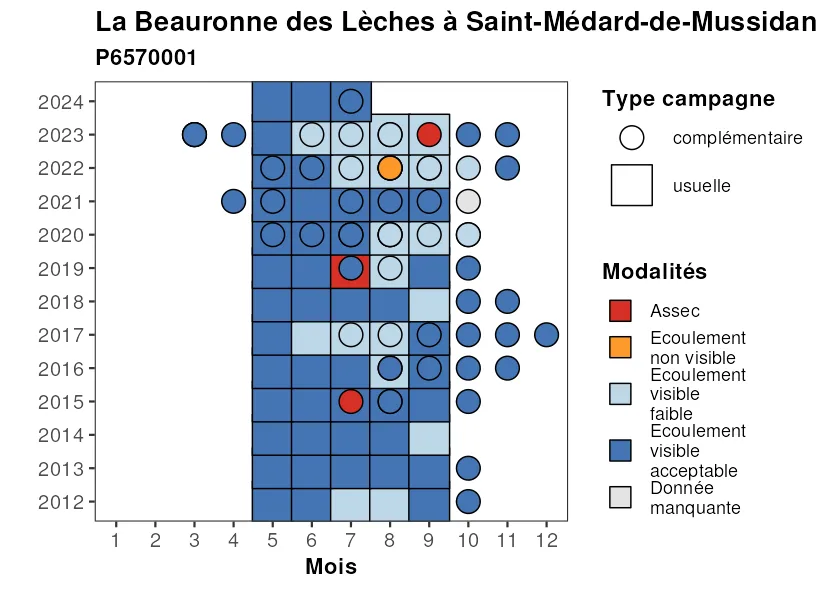 La Beauronne des Lèches à Saint-Médard-de-Mussidan
P6570001
2024
2023
2022
2021
2020
2019
2018
2017
2016
2015
2014
2013
2012
1 2 3 4 5 6 7 8 9 10 11 12
Mois
Type campagne
complémentaire
usuelle
Modalités
Assec
Ecoulement
non visible
Ecoulement
visible
faible
Ecoulement
visible
acceptable
Donnée
manquante